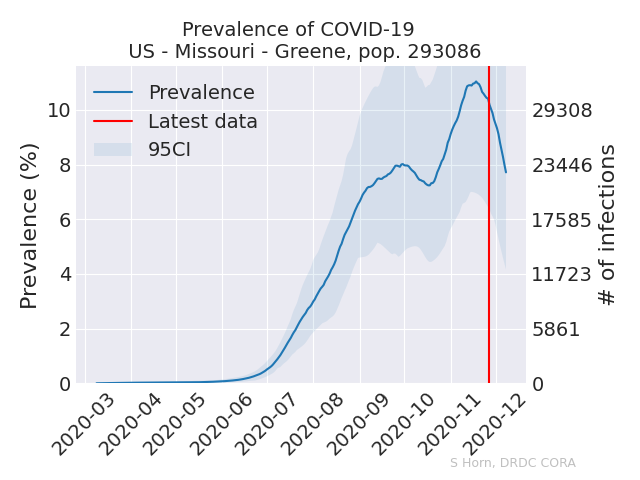 Prevalence of COVID-19
US - Missouri - Greene, pop. 293086
Prevalence
Latest data
95CI
Prevalence (%)
10
8
6
4
2
0
29308
23446
17585
11723
5861
0
# of infections
2020-03
2020-04
2020-05
2020-06
2020-07
2020-08
2020-09
2020-10
2020-11
2020-12
S Horn, DRDC CORA